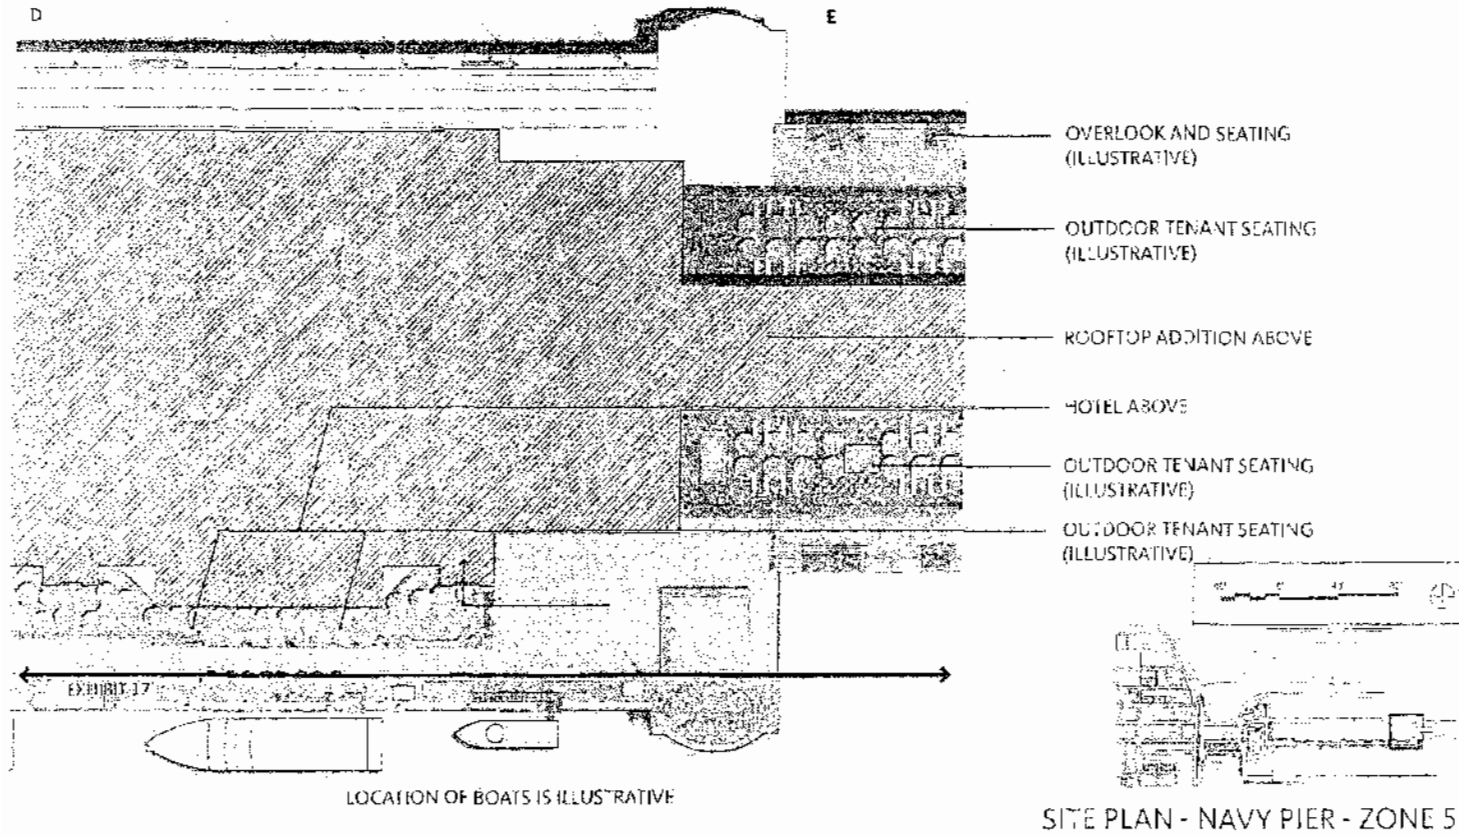 D
E
OVERLOOK AND SEATING
(ILLUSTRATIVE)
OUTDOOR TENANT SEATING
(ILLUSTRATIVE)
ROOFTOP ADDITION ABOVE
HOTEL ABOVE
OUTDOOR TENANT SEATING
(ILLUSTRATIVE)
OUTDOOR TENANT SEATING
(ILLUSTRATIVE)
EXHIBIT 17
LOCATION OF BOATS IS ILLUSTRATIVE
SITE PLAN - NAVY PIER - ZONE 5